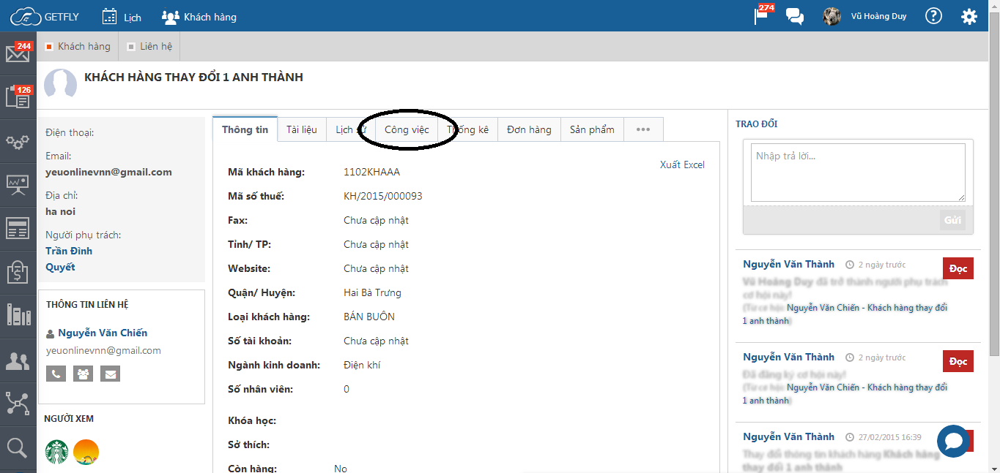 GETFLY
Lịch
Khách hàng
274
Vũ Hoàng Duy
?
244
126
Khách hàng
Liên hệ
KHÁCH HÀNG THAY ĐỔI 1 ANH THÀNH
Điện thoại:
Email:
yeuonlinevnn@gmail.com
Địa chỉ:
ha noi
Người phụ trách:
Trần Đình
Quyết
THÔNG TIN LIÊN HỆ
Nguyễn Văn Chiến
yeuonlinevnn@gmail.com
NGƯỜI XEM
Thông tin
Tài liệu
Lịch sử
Công việc
Thống kê
Đơn hàng
Sản phẩm
•••
Xuất Excel
Mã khách hàng: 1102KHAAA
Mã số thuế: KH/2015/000093
Fax: Chưa cập nhật
Tỉnh/ TP: Chưa cập nhật
Website: Chưa cập nhật
Quận/ Huyện: Hai Bà Trưng
Loại khách hàng: BÁN BUÔN
Số tài khoản: Chưa cập nhật
Ngành kinh doanh: Điện khí
Số nhân viên: 0
Khóa học:
Sở thích:
Còn hàng: No
TRAO ĐỔI
Nhập trả lời...
Gửi
Nguyễn Văn Thành 2 ngày trước
Đọc
Vũ Hoàng Duy đã trở thành người phụ trách
cơ hội này!
(Từ cơ hội: Nguyễn Văn Chiến - Khách hàng thay đổi
1 anh thành)
Nguyễn Văn Thành 2 ngày trước
Đọc
Đã đăng ký cơ hội này!
(Từ cơ hội: Nguyễn Văn Chiến - Khách hàng thay đổi
1 anh thành)
Nguyễn Văn Thành 27/02/2015 16:39
Thay đổi thông tin khách hàng Khách hàng
thay đổi 1 anh thành